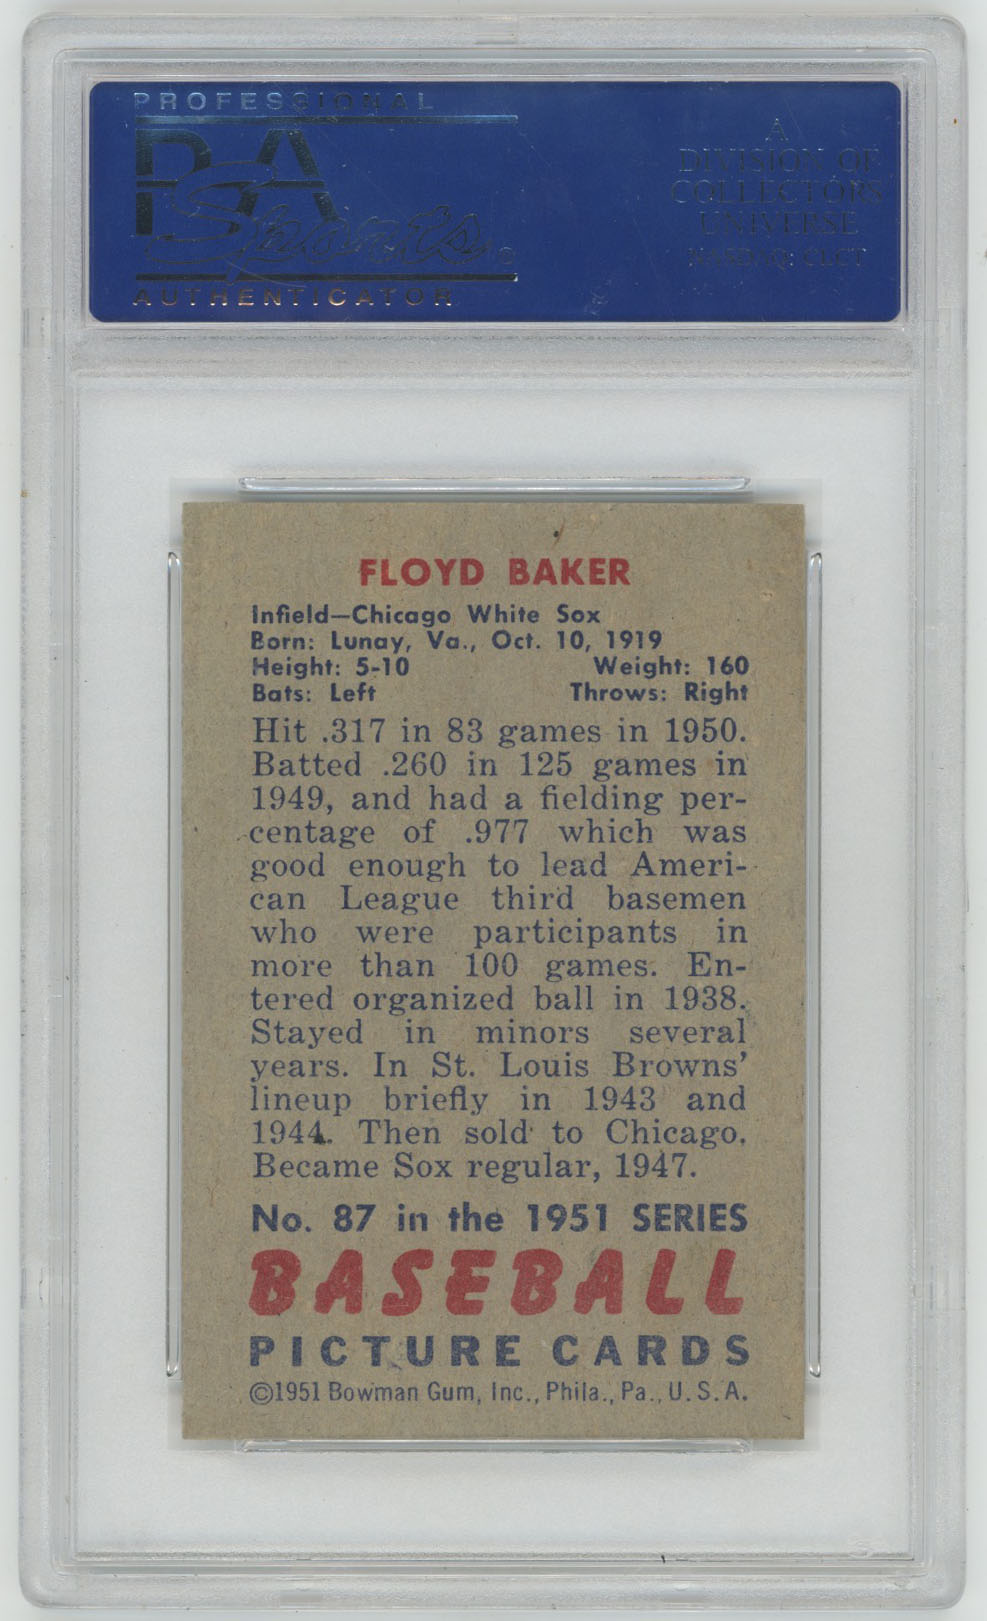 PROFESSIONAL
PSA
Sports
AUTHENTICATOR
A
DIVISION OF
COLLECTORS
UNIVERSE
NASDAQ: CLCT
FLOYD BAKER
Infield—Chicago White Sox
Born: Lunay, Va., Oct. 10, 1919
Height: 5-10 Weight: 160
Bats: Left Throws: Right
Hit .317 in 83 games in 1950.
Batted .260 in 125 games in
1949, and had a fielding per-
centage of .977 which was
good enough to lead Ameri-
can League third basemen
who were participants in
more than 100 games. En-
tered organized ball in 1938.
Stayed in minors several
years. In St. Louis Browns'
lineup briefly in 1943 and
1944. Then sold to Chicago.
Became Sox regular, 1947.
No. 87 in the 1951 SERIES
BASEBALL
PICTURE CARDS
©1951 Bowman Gum, Inc., Phila., Pa., U.S.A.